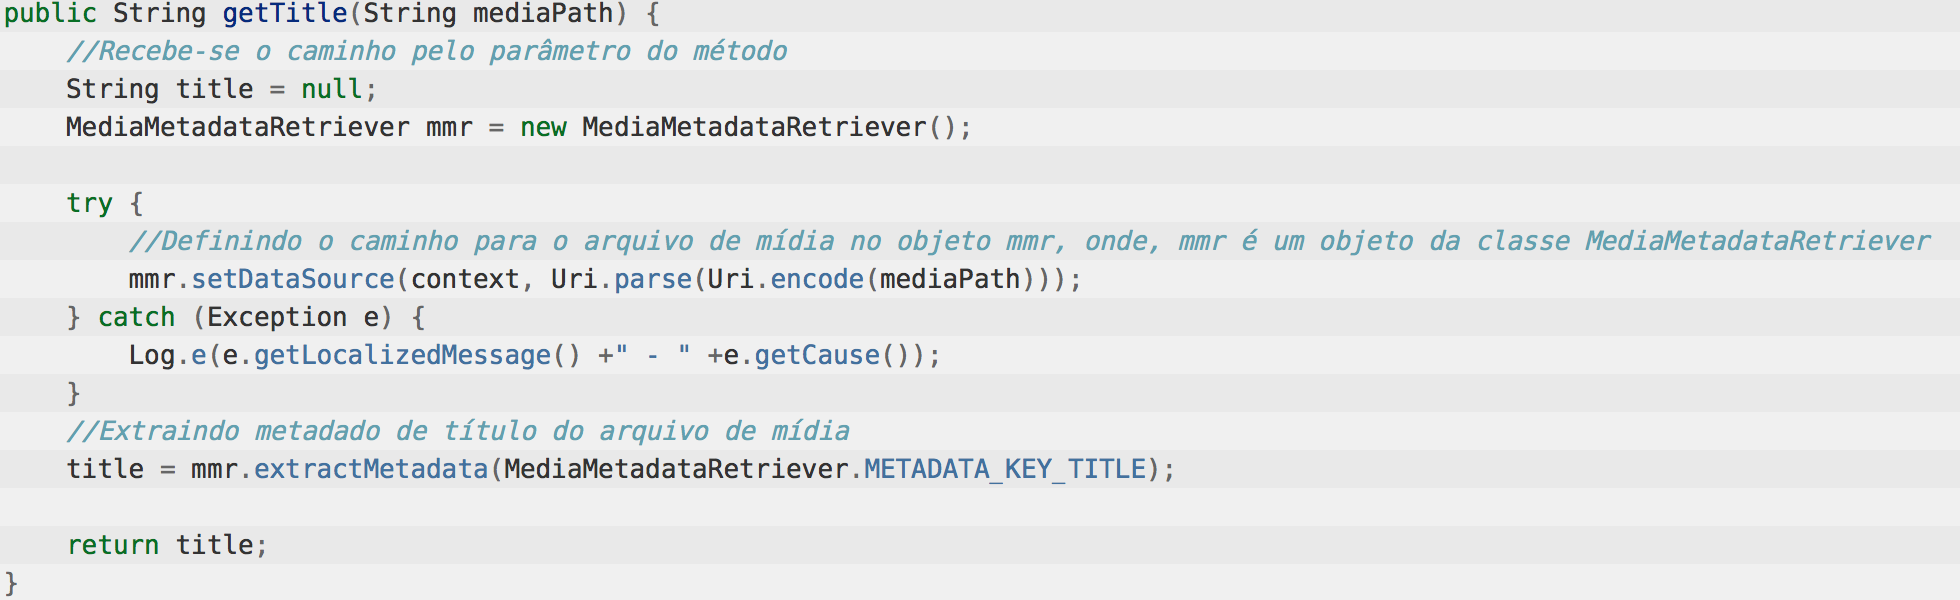 public String getTitle(String mediaPath) {
    //Recebe-se o caminho pelo parâmetro do método
    String title = null;
    MediaMetadataRetriever mmr = new MediaMetadataRetriever();

    try {
        //Definindo o caminho para o arquivo de mídia no objeto mmr, onde, mmr é um objeto da classe MediaMetadataRetriever
        mmr.setDataSource(context, Uri.parse(Uri.encode(mediaPath)));
    } catch (Exception e) {
        Log.e(e.getLocalizedMessage() +" - " +e.getCause());
    }
    //Extraindo metadado de título do arquivo de mídia
    title = mmr.extractMetadata(MediaMetadataRetriever.METADATA_KEY_TITLE);

    return title;
}